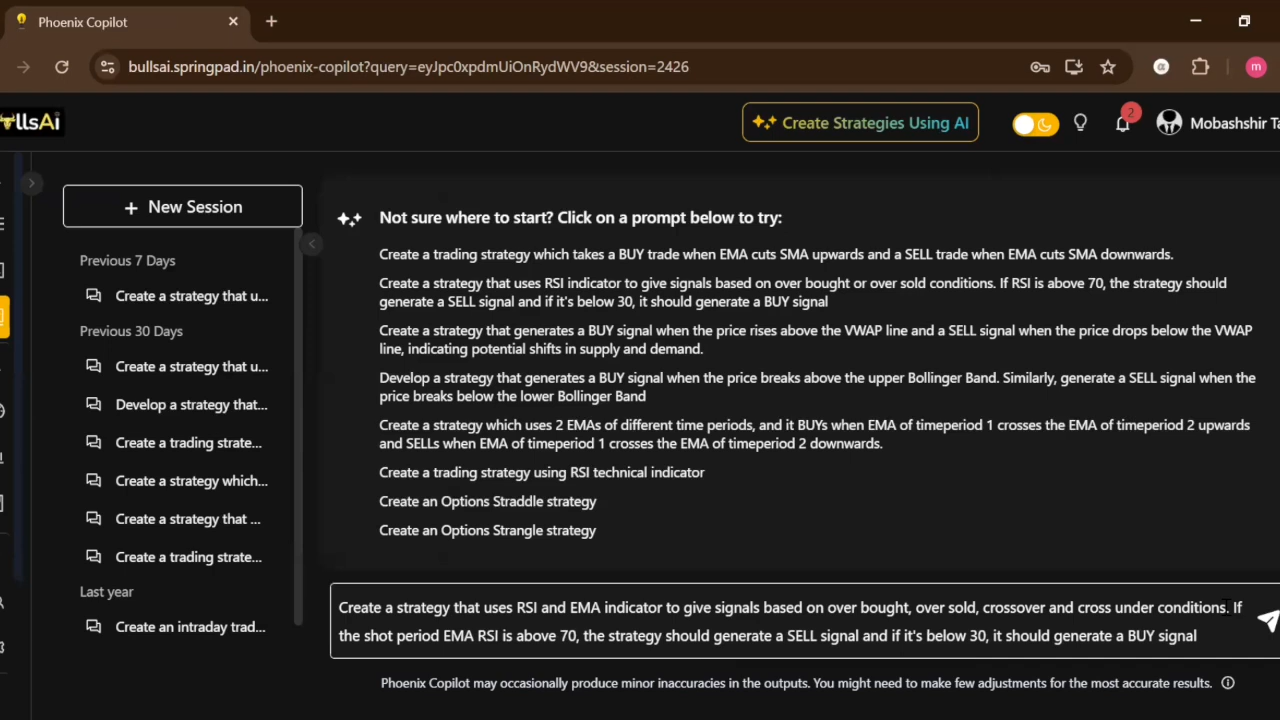 Phoenix Copilot
bullsai.springpad.in/phoenix-copilot?query=eyJpc0xpdmUiOnRydWV9&session=2426
α
m
llsAi
Create Strategies Using AI
2
Mobashshir Ta
+ New Session
Previous 7 Days
Create a strategy that u...
Previous 30 Days
Create a strategy that u...
Develop a strategy that...
Create a trading strate...
Create a strategy which...
Create a strategy that ...
Create a trading strate...
Last year
Create an intraday trad...
Not sure where to start? Click on a prompt below to try:
Create a trading strategy which takes a BUY trade when EMA cuts SMA upwards and a SELL trade when EMA cuts SMA downwards.
Create a strategy that uses RSI indicator to give signals based on over bought or over sold conditions. If RSI is above 70, the strategy should
generate a SELL signal and if it's below 30, it should generate a BUY signal
Create a strategy that generates a BUY signal when the price rises above the VWAP line and a SELL signal when the price drops below the VWAP
line, indicating potential shifts in supply and demand.
Develop a strategy that generates a BUY signal when the price breaks above the upper Bollinger Band. Similarly, generate a SELL signal when the
price breaks below the lower Bollinger Band
Create a strategy which uses 2 EMAs of different time periods, and it BUYs when EMA of timeperiod 1 crosses the EMA of timeperiod 2 upwards
and SELLs when EMA of timeperiod 1 crosses the EMA of timeperiod 2 downwards.
Create a trading strategy using RSI technical indicator
Create an Options Straddle strategy
Create an Options Strangle strategy
Create a strategy that uses RSI and EMA indicator to give signals based on over bought, over sold, crossover and cross under conditions. If
the shot period EMA RSI is above 70, the strategy should generate a SELL signal and if it's below 30, it should generate a BUY signal
Phoenix Copilot may occasionally produce minor inaccuracies in the outputs. You might need to make few adjustments for the most accurate results.